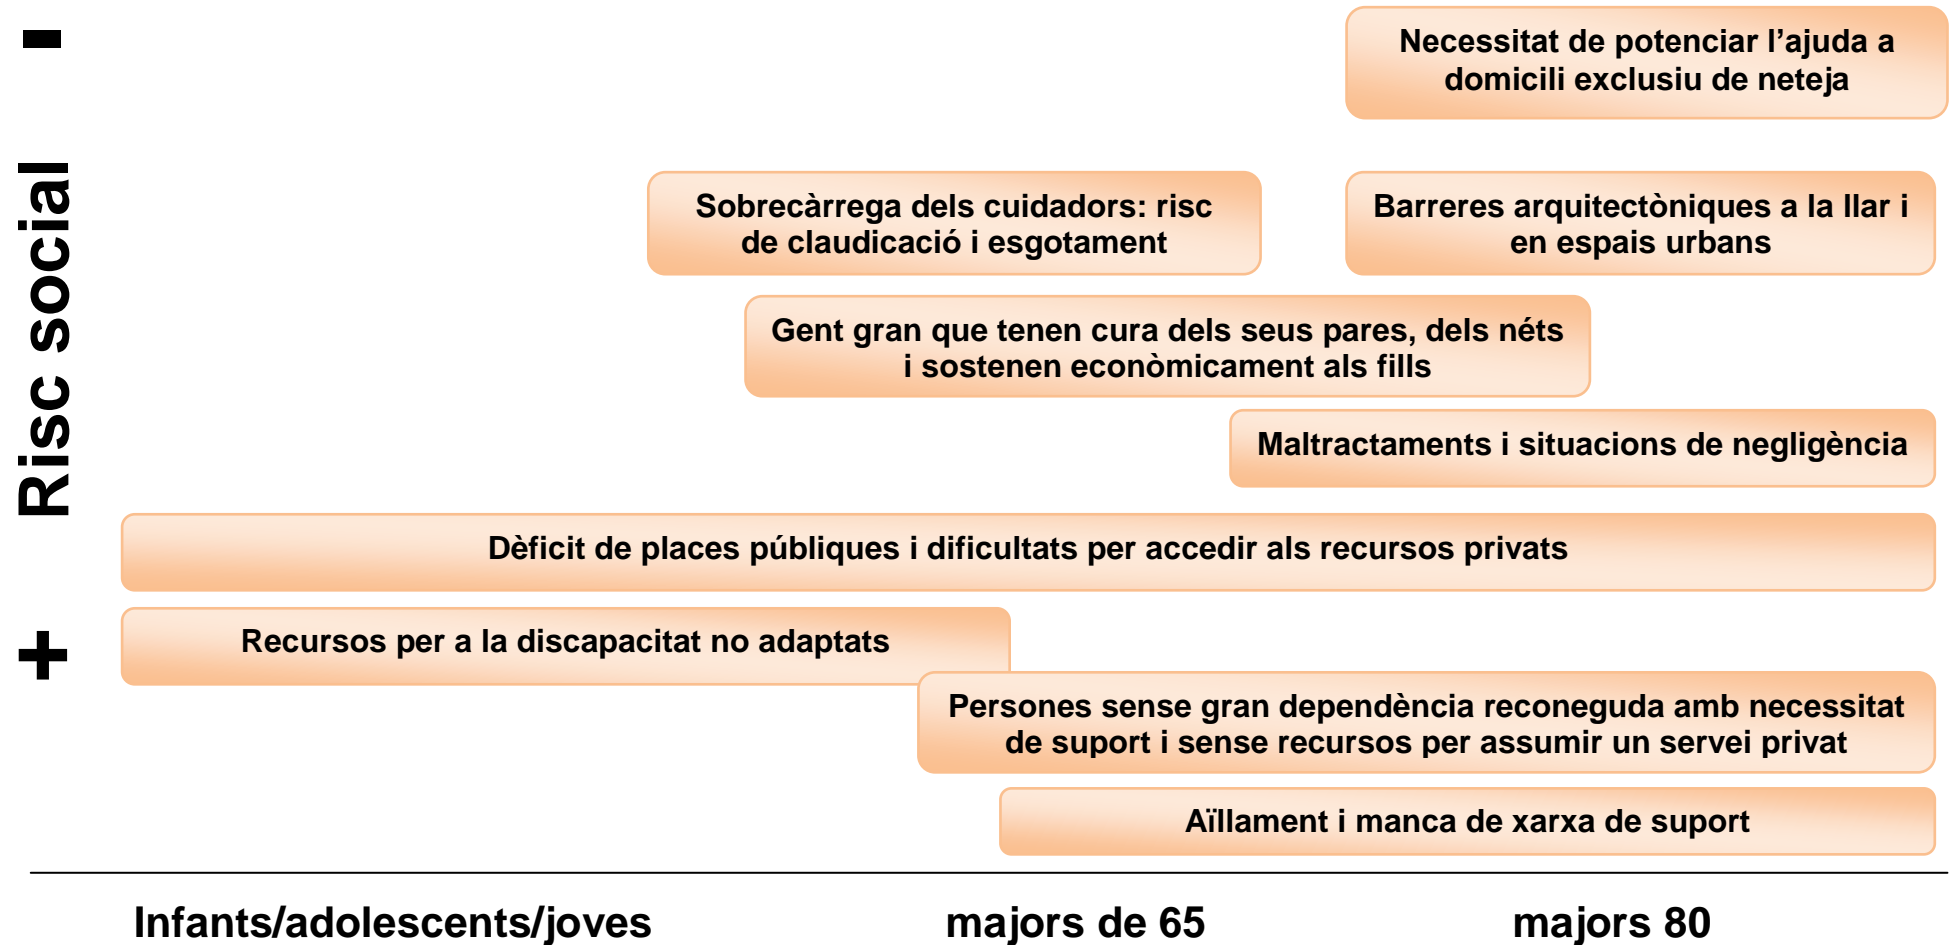 -
Necessitat de potenciar l’ajuda a
domicili exclusiu de neteja
Risc social
Sobrecàrrega dels cuidadors: risc
de claudicació i esgotament
Barreres arquitectòniques a la llar i
en espais urbans
Gent gran que tenen cura dels seus pares, dels néts
i sostenen econòmicament als fills
Maltractaments i situacions de negligència
Dèficit de places públiques i dificultats per accedir als recursos privats
+
Recursos per a la discapacitat no adaptats
Persones sense gran dependència reconeguda amb necessitat
de suport i sense recursos per assumir un servei privat
Aïllament i manca de xarxa de suport
Infants/adolescents/joves
majors de 65
majors 80